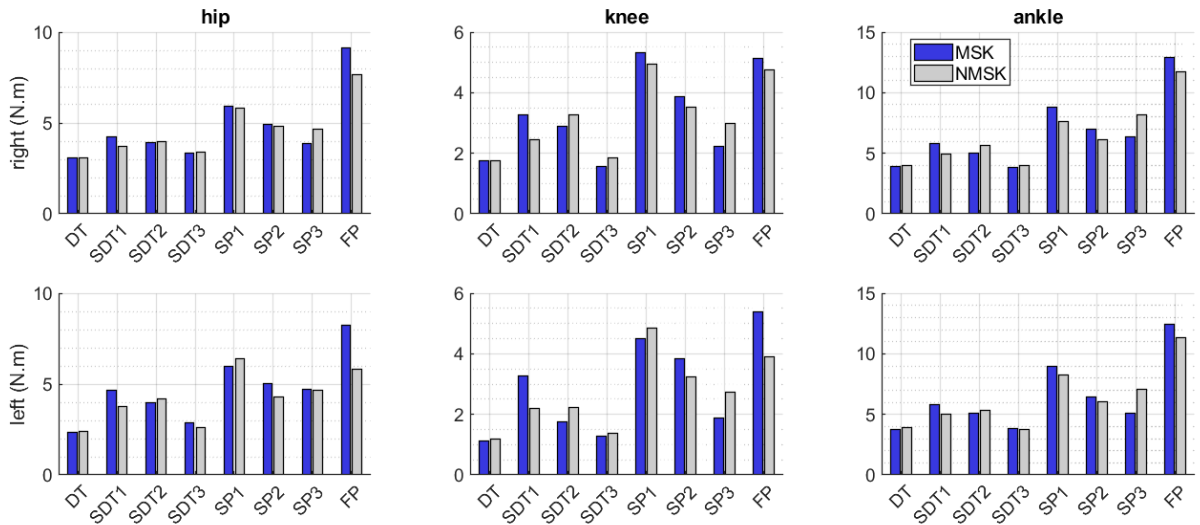 hip
knee
ankle
right (N.m)
10
5
0
DT
SDT1
SDT2
SDT3
SP1
SP2
SP3
FP
6
4
2
0
DT
SDT1
SDT2
SDT3
SP1
SP2
SP3
FP
15
10
5
0
MSK
NMSK
DT
SDT1
SDT2
SDT3
SP1
SP2
SP3
FP
left (N.m)
10
5
0
DT
SDT1
SDT2
SDT3
SP1
SP2
SP3
FP
6
4
2
0
DT
SDT1
SDT2
SDT3
SP1
SP2
SP3
FP
15
10
5
0
DT
SDT1
SDT2
SDT3
SP1
SP2
SP3
FP